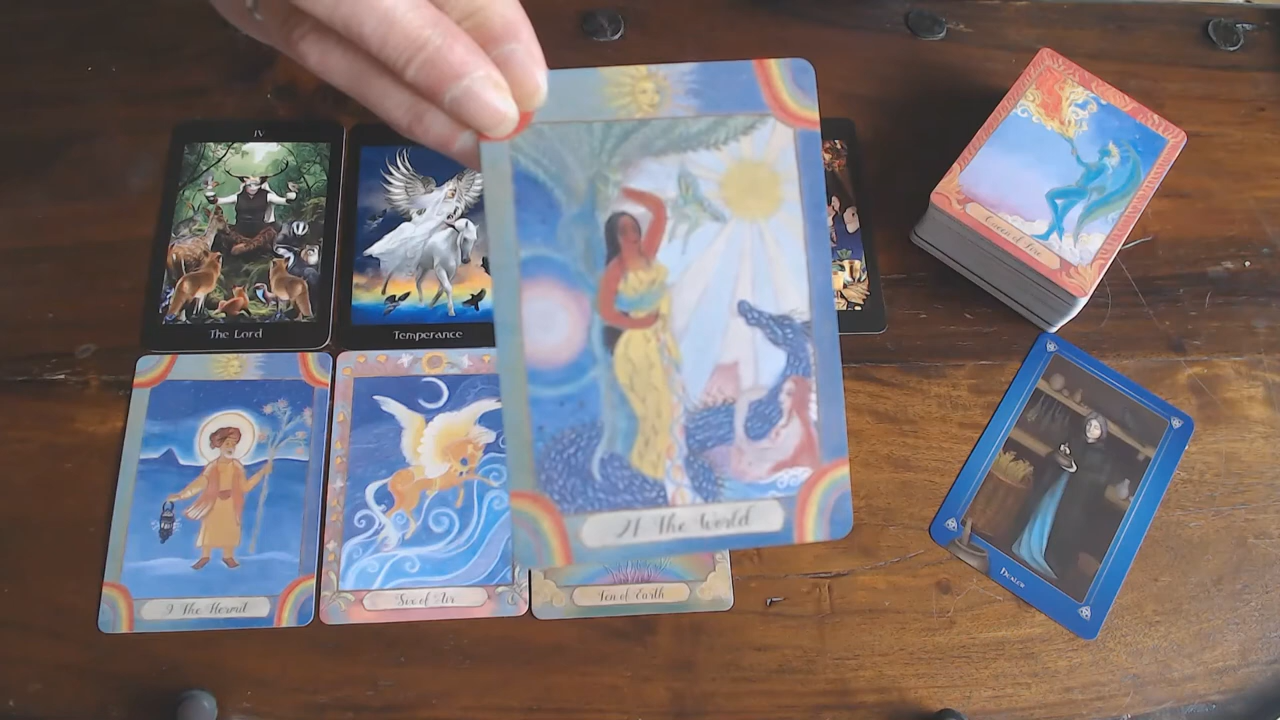 IV
The Lord
Temperance
21 The World
9 The Hermit
Six of Air
Ten of Earth
Queen of Fire
Healer